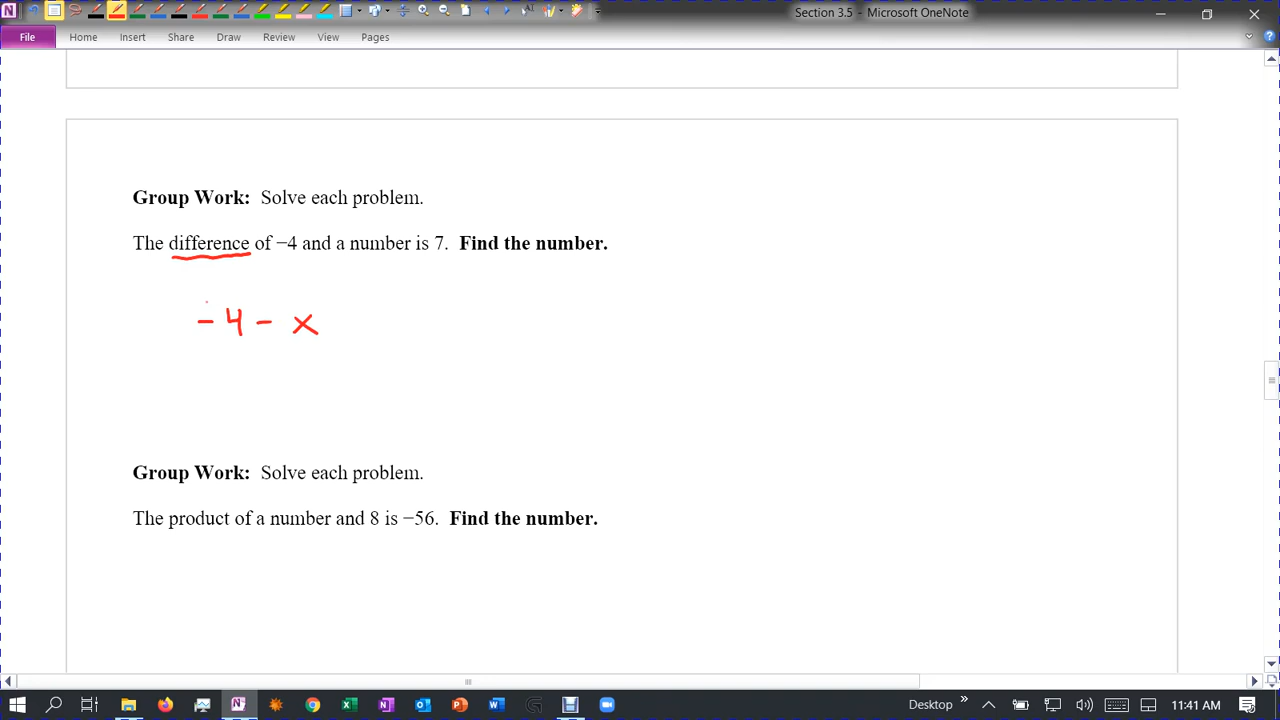 Section 3.5 - Microsoft OneNote
File Home Insert Share Draw Review View Pages
Group Work: Solve each problem.
The difference of −4 and a number is 7. Find the number.
- 4 - x
Group Work: Solve each problem.
The product of a number and 8 is −56. Find the number.
Desktop » 11:41 AM